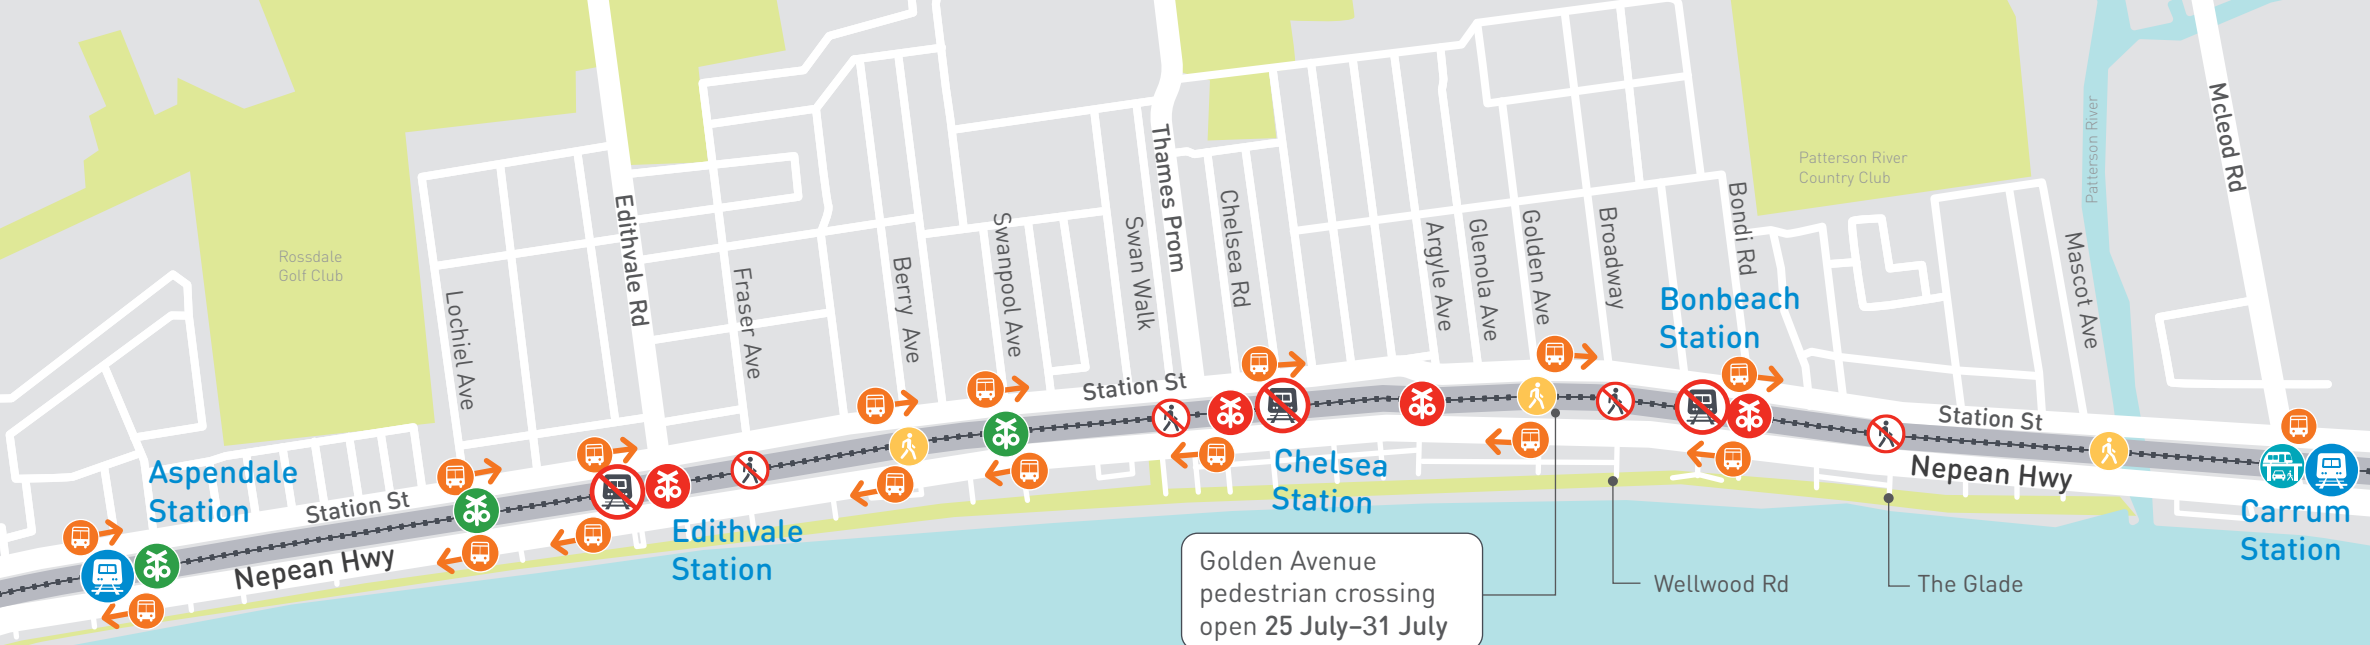 Rossdale
Golf Club
Lochiel Ave
Edithvale Rd
Fraser Ave
Berry Ave
Swanpool Ave
Swan Walk
Thames Prom
Chelsea Rd
Argyle Ave
Glenola Ave
Golden Ave
Broadway
Bondi Rd
Patterson River
Country Club
Mascot Ave
Patterson River
Mcleod Rd
Aspendale
Station
Station St
Nepean Hwy
Edithvale
Station
Station St
Chelsea
Station
Bonbeach
Station
Station St
Nepean Hwy
Carrum
Station
Golden Avenue
pedestrian crossing
open 25 July–31 July
Wellwood Rd
The Glade